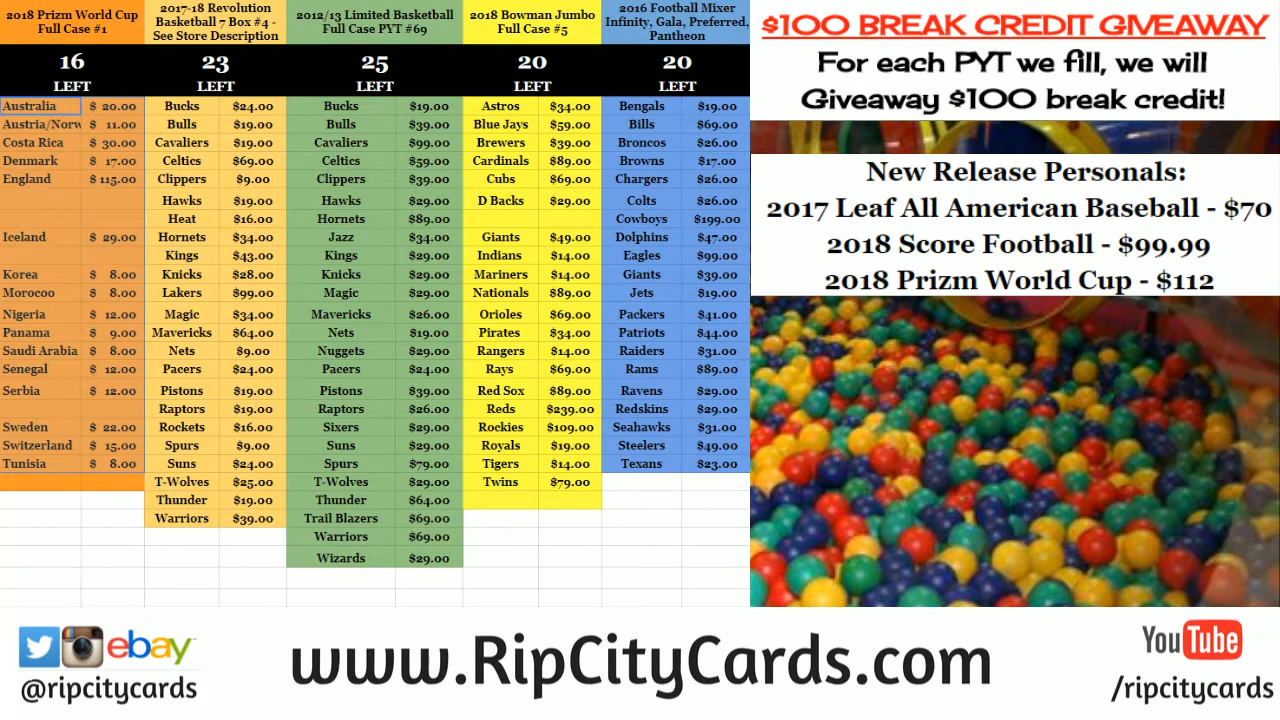 2018 Prizm World Cup
Full Case #1
16
LEFT
Australia $ 20.00
Austria/Norw $ 11.00
Costa Rica $ 30.00
Denmark $ 17.00
England $ 115.00
Iceland $ 29.00
Korea $ 8.00
Morocoo $ 8.00
Nigeria $ 12.00
Panama $ 9.00
Saudi Arabia $ 8.00
Senegal $ 12.00
Serbia $ 12.00
Sweden $ 22.00
Switzerland $ 15.00
Tunisia $ 8.00
2017-18 Revolution
Basketball 7 Box #4 -
See Store Description
23
LEFT
Bucks $24.00
Bulls $19.00
Cavaliers $19.00
Celtics $69.00
Clippers $9.00
Hawks $19.00
Heat $16.00
Hornets $34.00
Kings $43.00
Knicks $28.00
Lakers $99.00
Magic $34.00
Mavericks $64.00
Nets $9.00
Pacers $24.00
Pistons $19.00
Raptors $19.00
Rockets $16.00
Spurs $9.00
Suns $24.00
T-Wolves $25.00
Thunder $19.00
Warriors $39.00
2012/13 Limited Basketball
Full Case PYT #69
25
LEFT
Bucks $19.00
Bulls $39.00
Cavaliers $99.00
Celtics $59.00
Clippers $39.00
Hawks $29.00
Hornets $89.00
Jazz $34.00
Kings $29.00
Knicks $29.00
Magic $29.00
Mavericks $26.00
Nets $19.00
Nuggets $29.00
Pacers $24.00
Pistons $39.00
Raptors $26.00
Sixers $29.00
Suns $29.00
Spurs $79.00
T-Wolves $29.00
Thunder $64.00
Trail Blazers $69.00
Warriors $69.00
Wizards $29.00
2018 Bowman Jumbo
Full Case #5
20
LEFT
Astros $34.00
Blue Jays $59.00
Brewers $39.00
Cardinals $89.00
Cubs $69.00
D Backs $29.00
Giants $49.00
Indians $14.00
Mariners $14.00
Nationals $89.00
Orioles $69.00
Pirates $34.00
Rangers $14.00
Rays $69.00
Red Sox $89.00
Reds $239.00
Rockies $109.00
Royals $19.00
Tigers $14.00
Twins $79.00
2016 Football Mixer
Infinity, Gala, Preferred,
Pantheon
20
LEFT
Bengals $19.00
Bills $69.00
Broncos $26.00
Browns $17.00
Chargers $26.00
Colts $26.00
Cowboys $199.00
Dolphins $47.00
Eagles $99.00
Giants $39.00
Jets $19.00
Packers $41.00
Patriots $44.00
Raiders $31.00
Rams $89.00
Ravens $29.00
Redskins $29.00
Seahawks $31.00
Steelers $49.00
Texans $23.00
$100 BREAK CREDIT GIVEAWAY
For each PYT we fill, we will
Giveaway $100 break credit!
New Release Personals:
2017 Leaf All American Baseball - $70
2018 Score Football - $99.99
2018 Prizm World Cup - $112
ebay
@ripcitycards
www.RipCityCards.com
You Tube
/ripcitycards